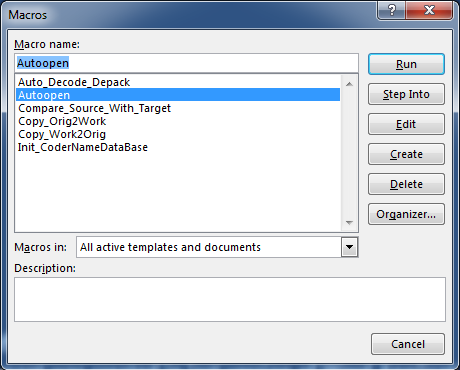 Macros
?
Macro name:
Autoopen
Run
Auto_Decode_Depack
Autoopen
Compare_Source_With_Target
Copy_Orig2Work
Copy_Work2Orig
Init_CoderNameDataBase
Step Into
Edit
Create
Delete
Organizer...
Macros in: All active templates and documents
Description:
Cancel